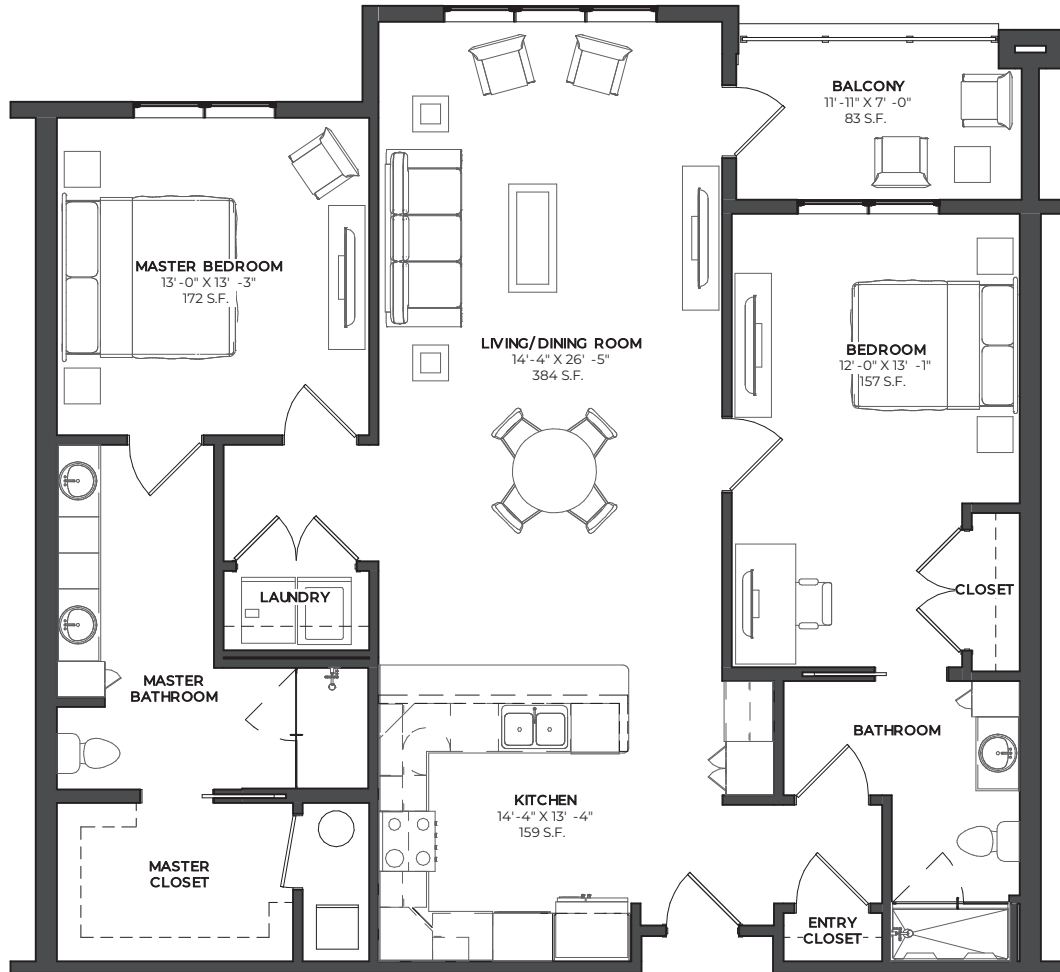 BALCONY
11'-11" X 7' -0"
83 S.F.
MASTER BEDROOM
13'-0" X 13' -3"
172 S.F.
LIVING/DINING ROOM
14'-4" X 26' -5"
384 S.F.
BEDROOM
12'-0" X 13' -1"
157 S.F.
LAUNDRY
CLOSET
MASTER
BATHROOM
BATHROOM
KITCHEN
14'-4" X 13' -4"
159 S.F.
MASTER
CLOSET
ENTRY
CLOSET